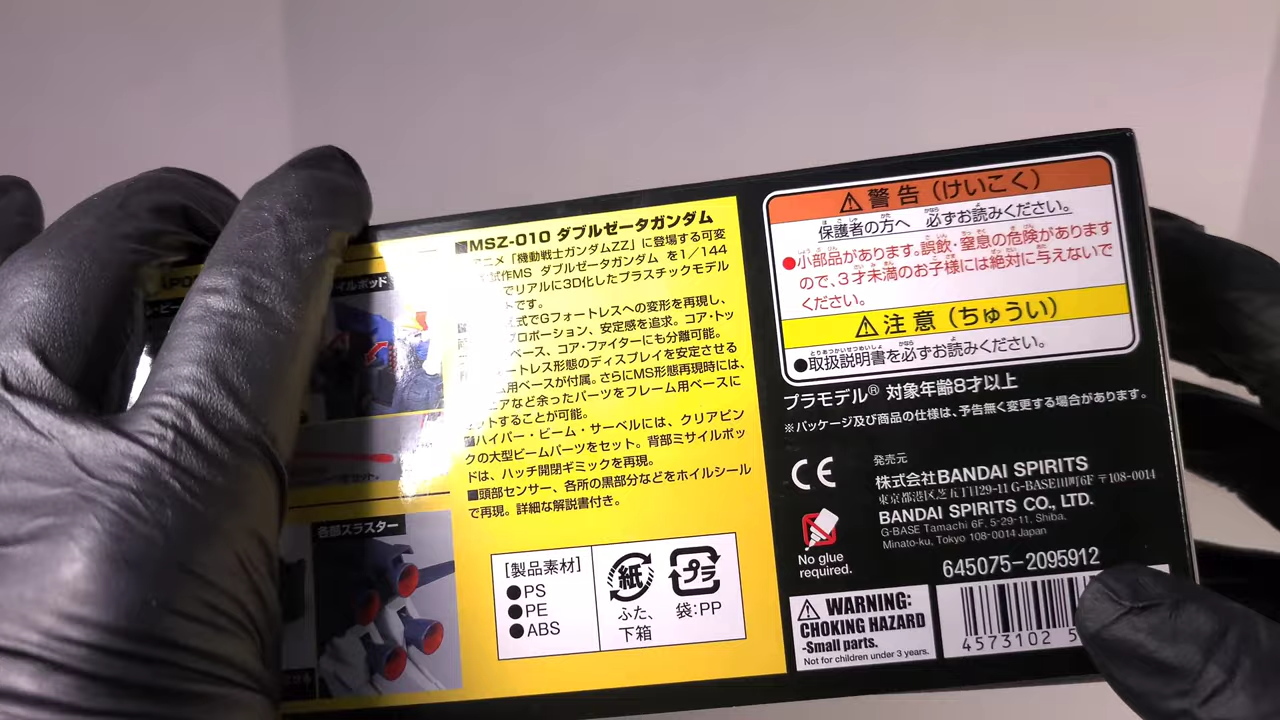 イルポッド
各部スラスター
■MSZ-010 ダブルゼータガンダム
アニメ「機動戦士ガンダムZZ」に登場する可変
試作MS ダブルゼータガンダム を1/144
でリアルに3D化したプラスチックモデル
トです。
式でGフォートレスへの変形を再現し、
プロポーション、安定感を追求。コア・トッ
ベース、コア・ファイターにも分離可能。
ートレス形態のディスプレイを安定させる
ム用ベースが付属。さらにMS形態再現時には、
アなど余ったパーツをフレーム用ベースに
ットすることが可能。
■ハイパー・ビーム・サーベルには、クリアピン
クの大型ビームパーツをセット。背部ミサイルポッ
ドは、ハッチ開閉ギミックを再現。
■頭部センサー、各所の黒部分などをホイルシール
で再現。詳細な解説書付き。
[製品素材]
●PS
●PE
●ABS
紙
ふた、
下箱
プラ
袋:PP
警告（けいこく）
保護者の方へ 必ずお読みください。
●小部品があります。誤飲・窒息の危険があります
ので、3才未満のお子様には絶対に与えないで
ください。
注意（ちゅうい）
●取扱説明書を必ずお読みください。
プラモデル® 対象年齢8才以上
※パッケージ及び商品の仕様は、予告無く変更する場合があります。
CE
発売元
株式会社BANDAI SPIRITS
東京都港区芝五丁目29-11 G-BASE田町6F 〒108-0014
BANDAI SPIRITS CO., LTD.
G-BASE Tamachi 6F, 5-29-11, Shiba,
Minato-ku, Tokyo 108-0014 Japan
No glue
required.
645075-2095912
WARNING:
CHOKING HAZARD
-Small parts.
Not for children under 3 years.
4573102 5